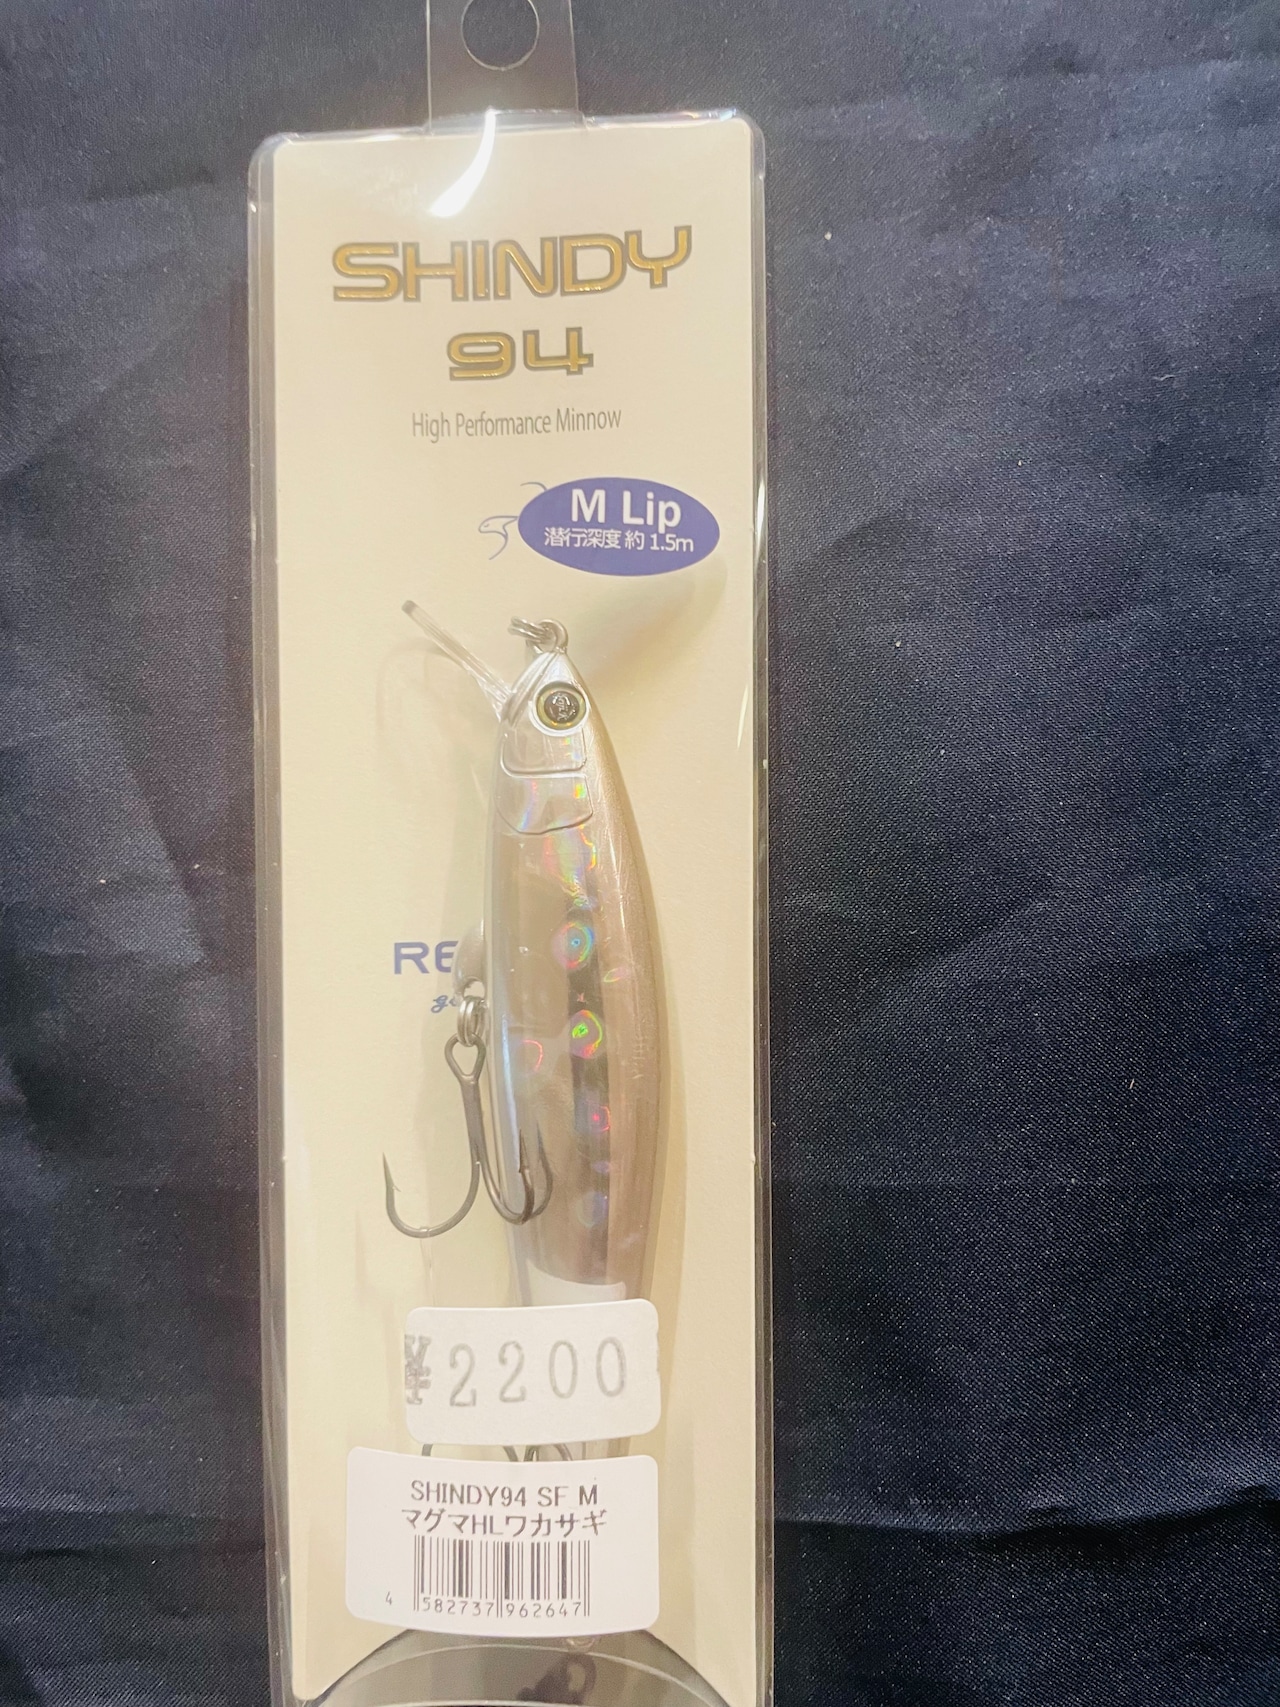 SHINDY
94
High Performance Minnow
M Lip
潜行深度 約 1.5m
¥2200
SHINDY94 SF M
マグマHLワカサギ
4 582737 962647